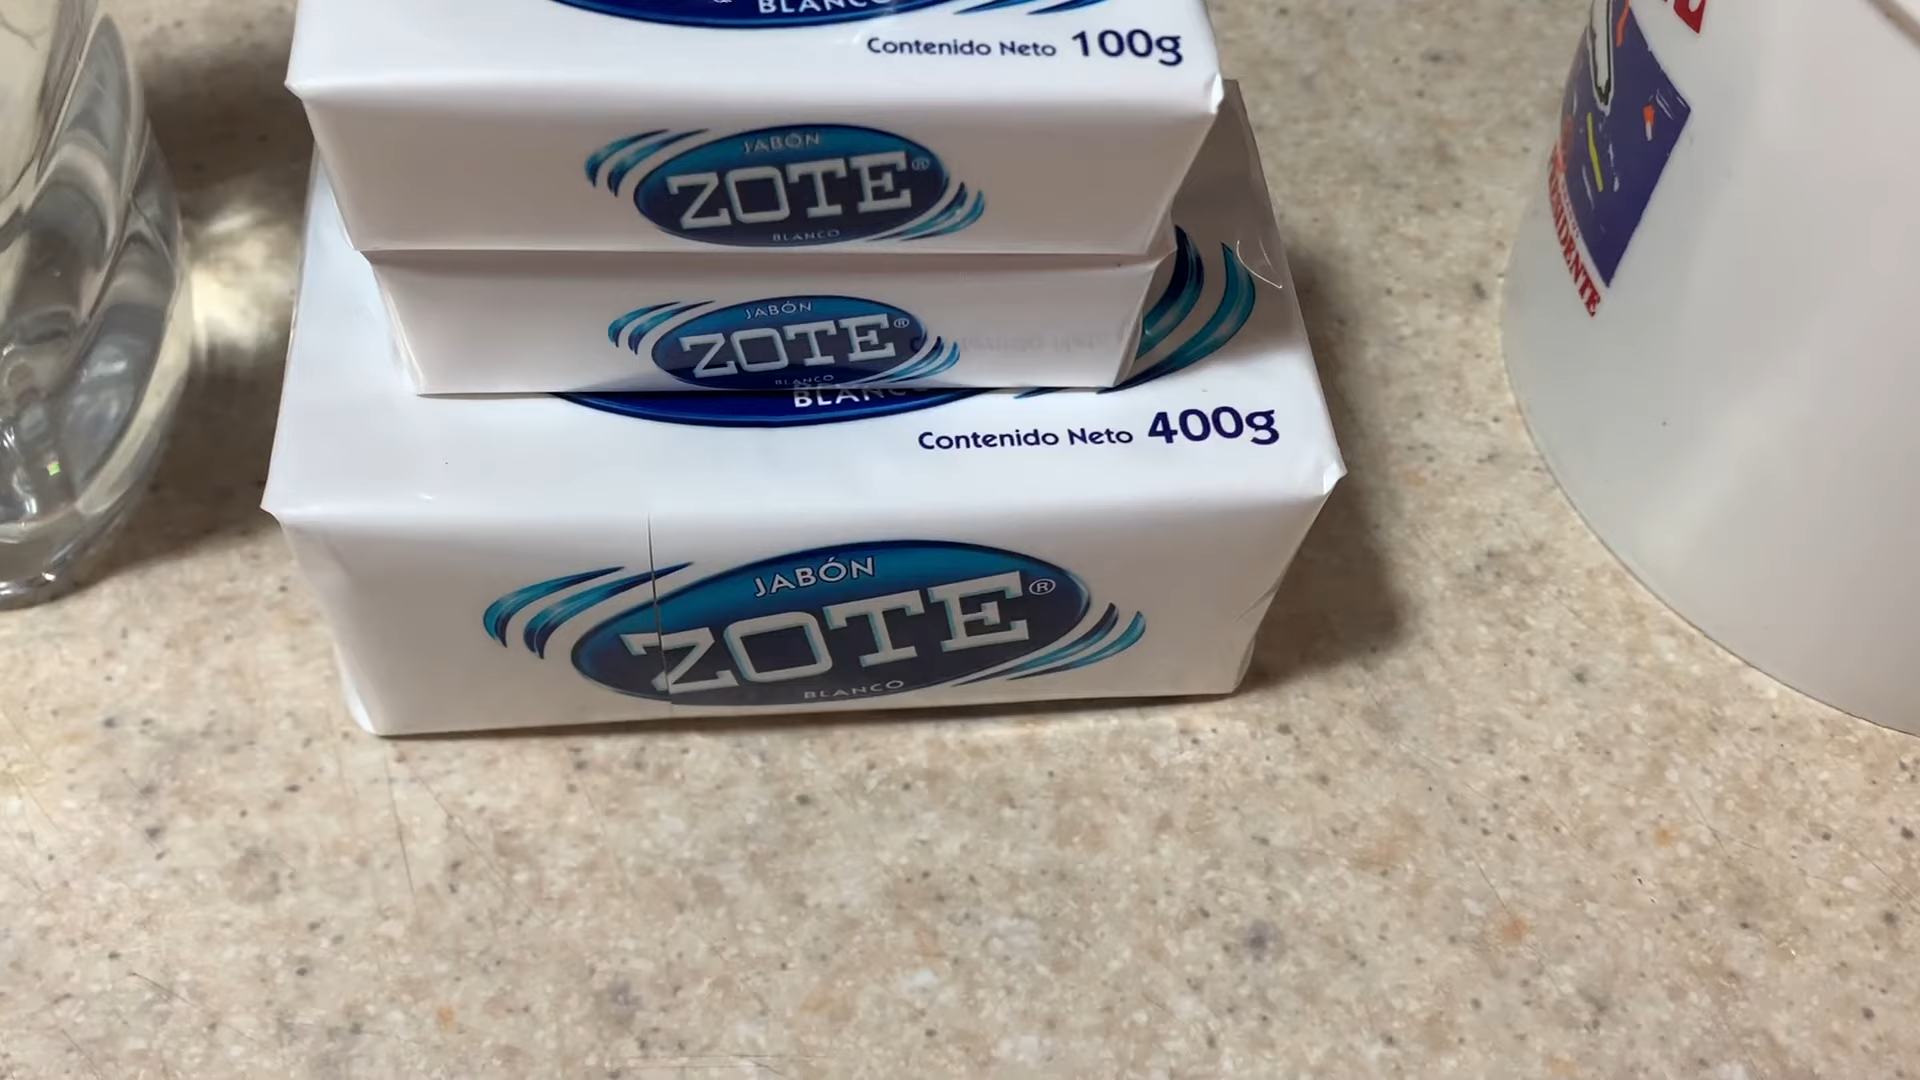 BLANCO
Contenido Neto 100g
JABÓN
ZOTE®
BLANCO
JABÓN
ZOTE®
BLANCO
BLANCO
Contenido Neto 400g
JABÓN
ZOTE®
BLANCO